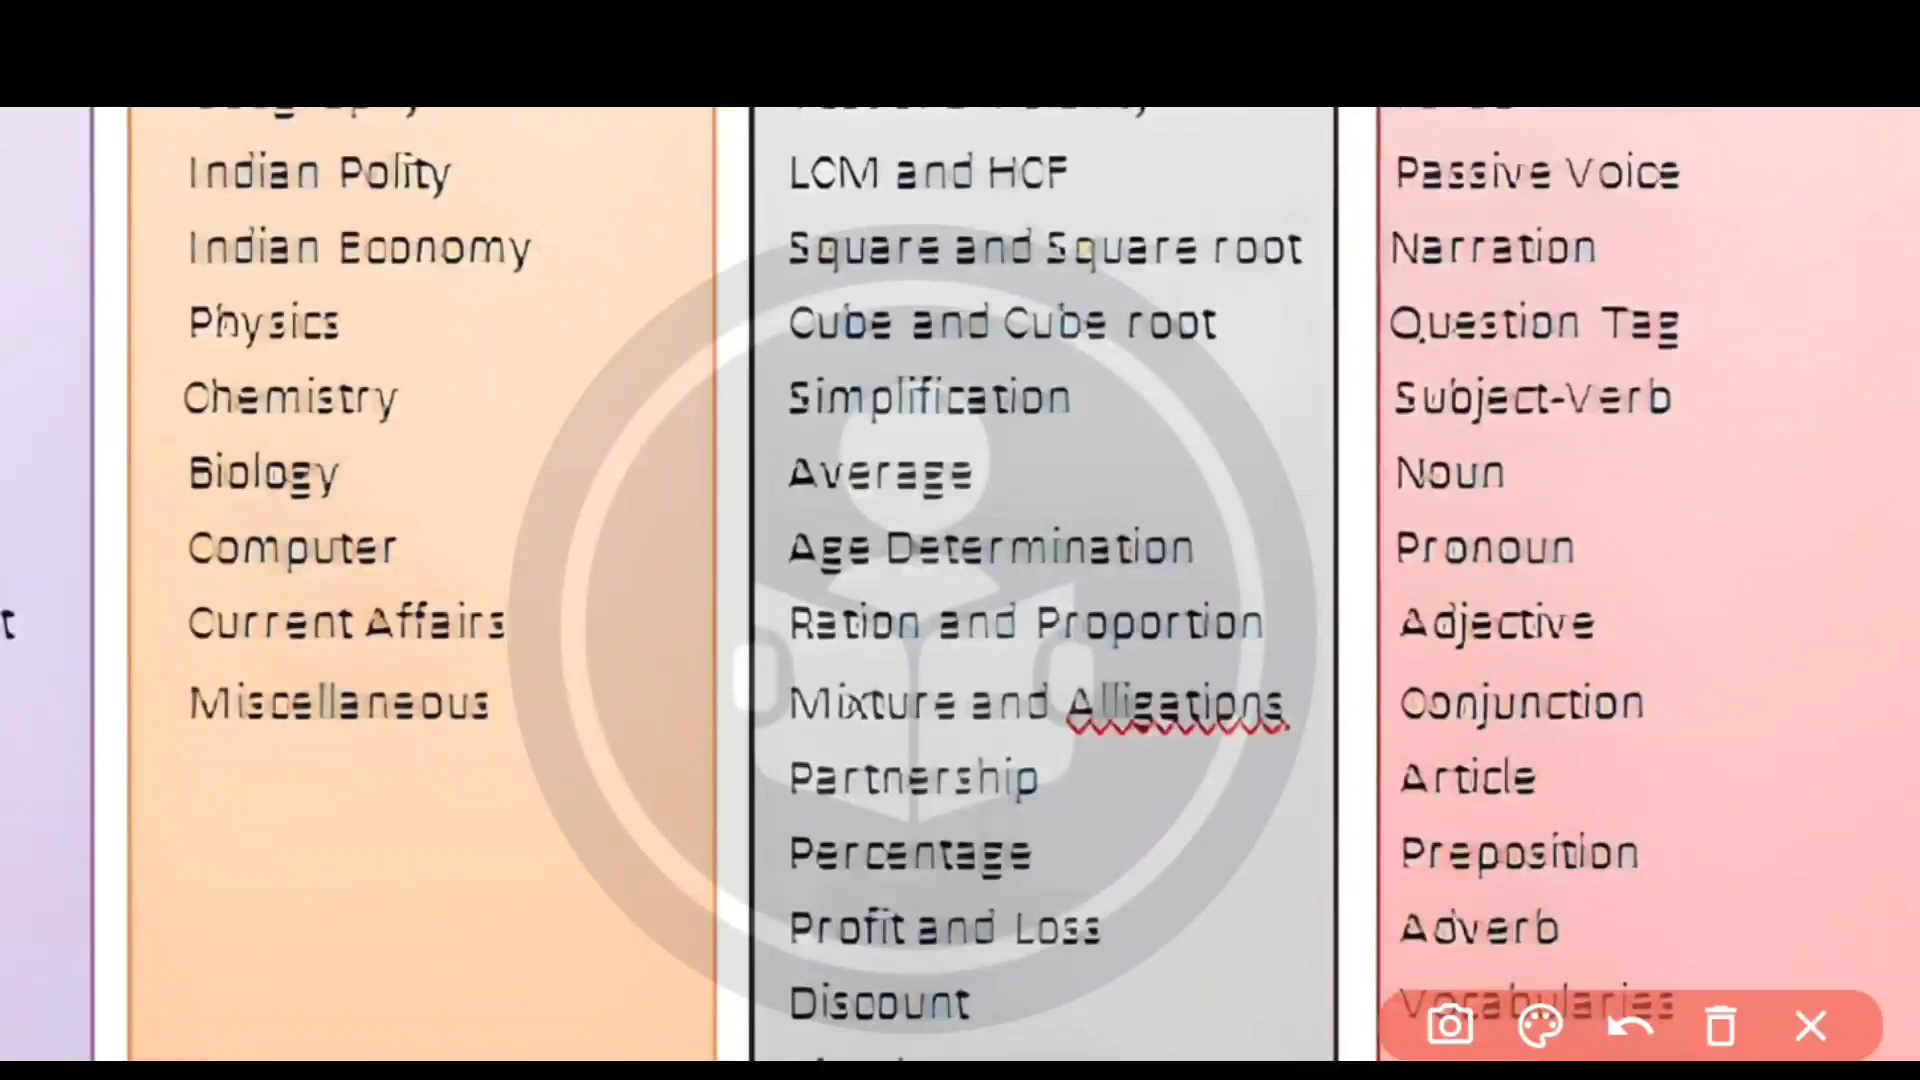 t
Indian Polity
Indian Economy
Physics
Chemistry
Biology
Computer
Current Affairs
Miscellaneous
LCM and HCF
Square and Square root
Cube and Cube root
Simplification
Average
Age Determination
Ration and Proportion
Mixture and Alligations
Partnership
Percentage
Profit and Loss
Discount
Passive Voice
Narration
Question Tag
Subject-Verb
Noun
Pronoun
Adjective
Conjunction
Article
Preposition
Adverb
Vocabularies